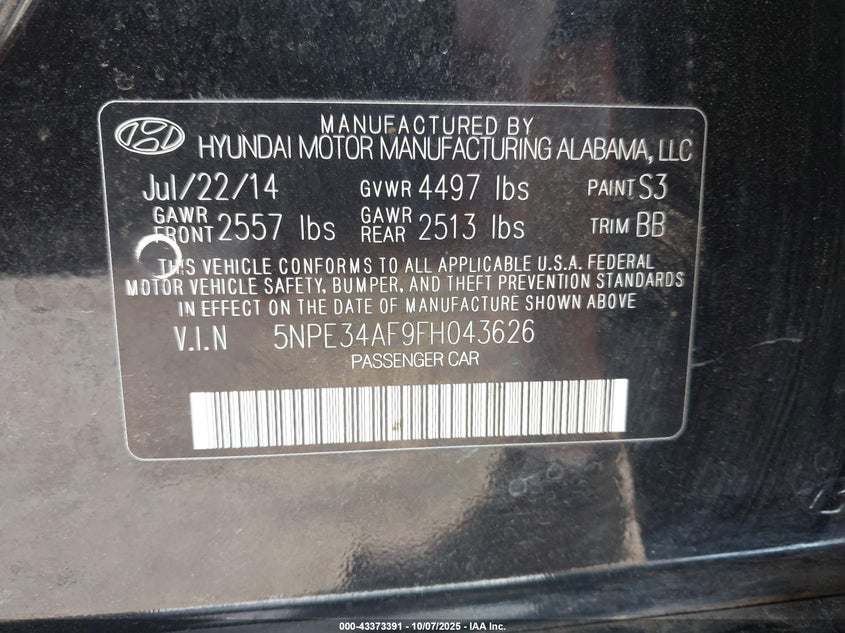 MANUFACTURED BY
HYUNDAI MOTOR MANUFACTURING ALABAMA, LLC
Jul/22/14 GVWR 4497 lbs PAINT S3
GAWR FRONT 2557 lbs GAWR REAR 2513 lbs TRIM BB
THIS VEHICLE CONFORMS TO ALL APPLICABLE U.S.A. FEDERAL
MOTOR VEHICLE SAFETY, BUMPER, AND THEFT PREVENTION STANDARDS
IN EFFECT ON THE DATE OF MANUFACTURE SHOWN ABOVE
V.I.N 5NPE34AF9FH043626
PASSENGER CAR
000-43373391 - 10/07/2025 - IAA Inc.